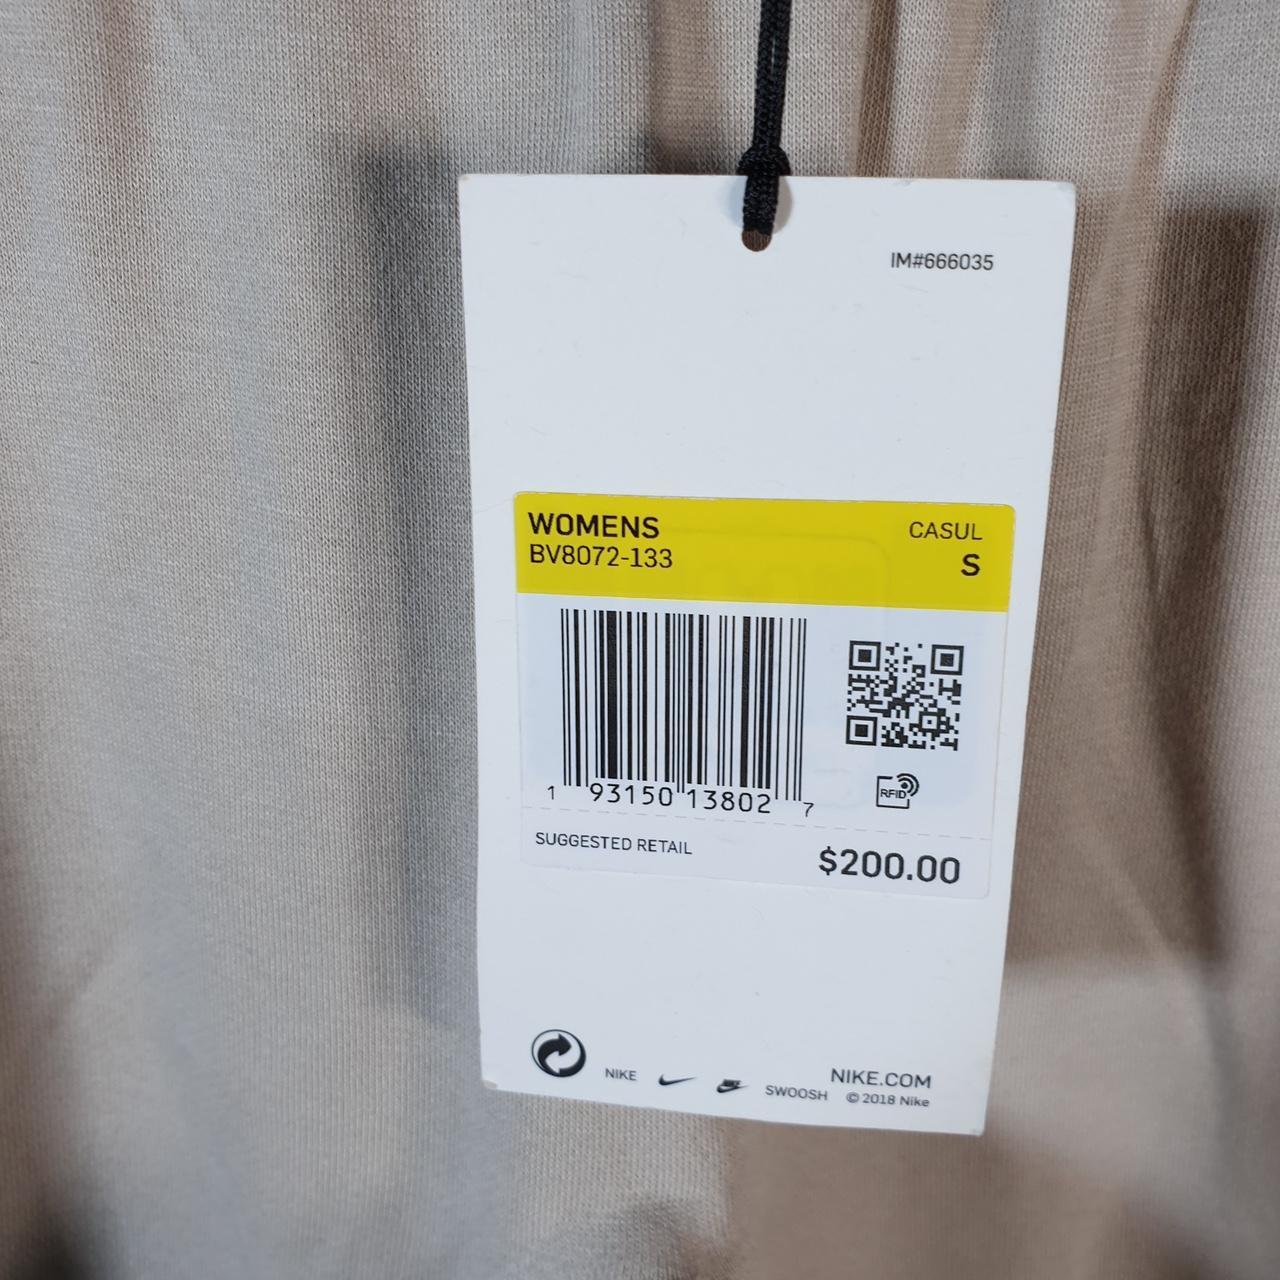 IM#666035
WOMENS CASUL
BV8072-133 S
1 93150 13802 7
RFID
SUGGESTED RETAIL $200.00
NIKE SWOOSH NIKE.COM
© 2018 Nike